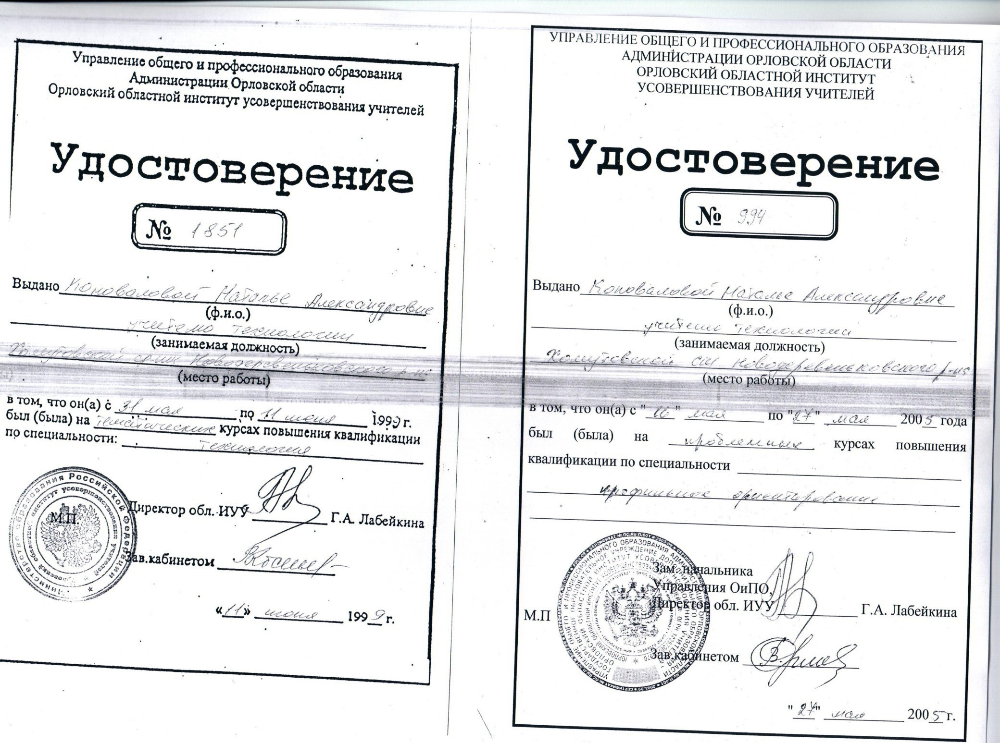 Управление общего и профессионального образования
Администрации Орловской области
Орловский областной институт усовершенствования учителей
Удостоверение
№ 1851
Выдано Коноваловой Наталье Александровне
(ф.и.о.)
учителю технологии
(занимаемая должность)
Хомутовской Новодеревеньковского р-на
(место работы)
в том, что он(а) с 31 мая по 11 июня 1999 г.
был (была) на тематических курсах повышения квалификации
по специальности:
технология
Министерство образования Российской Федерации
Орловский областной институт усовершенствования учителей
М.П.
Директор обл. ИУУ Г.А. Лабейкина
Зав.кабинетом
«11» июня 1999 г.
УПРАВЛЕНИЕ ОБЩЕГО И ПРОФЕССИОНАЛЬНОГО ОБРАЗОВАНИЯ
АДМИНИСТРАЦИИ ОРЛОВСКОЙ ОБЛАСТИ
ОРЛОВСКИЙ ОБЛАСТНОЙ ИНСТИТУТ
УСОВЕРШЕНСТВОВАНИЯ УЧИТЕЛЕЙ
Удостоверение
№ 994
Выдано Коноваловой Наталье Александровне
(ф.и.о.)
учителю технологии
(занимаемая должность)
Хомутовской СШ Новодеревеньковского р-на
(место работы)
в том, что он(а) с "16" мая по "27" мая 2005 года
был (была) на проблемных курсах повышения
квалификации по специальности
профильное ориентирование
Зам. начальника
Управления ОиПО,
М.П Директор обл. ИУУ Г.А. Лабейкина
Зав.кабинетом
"27" мая 2005 г.